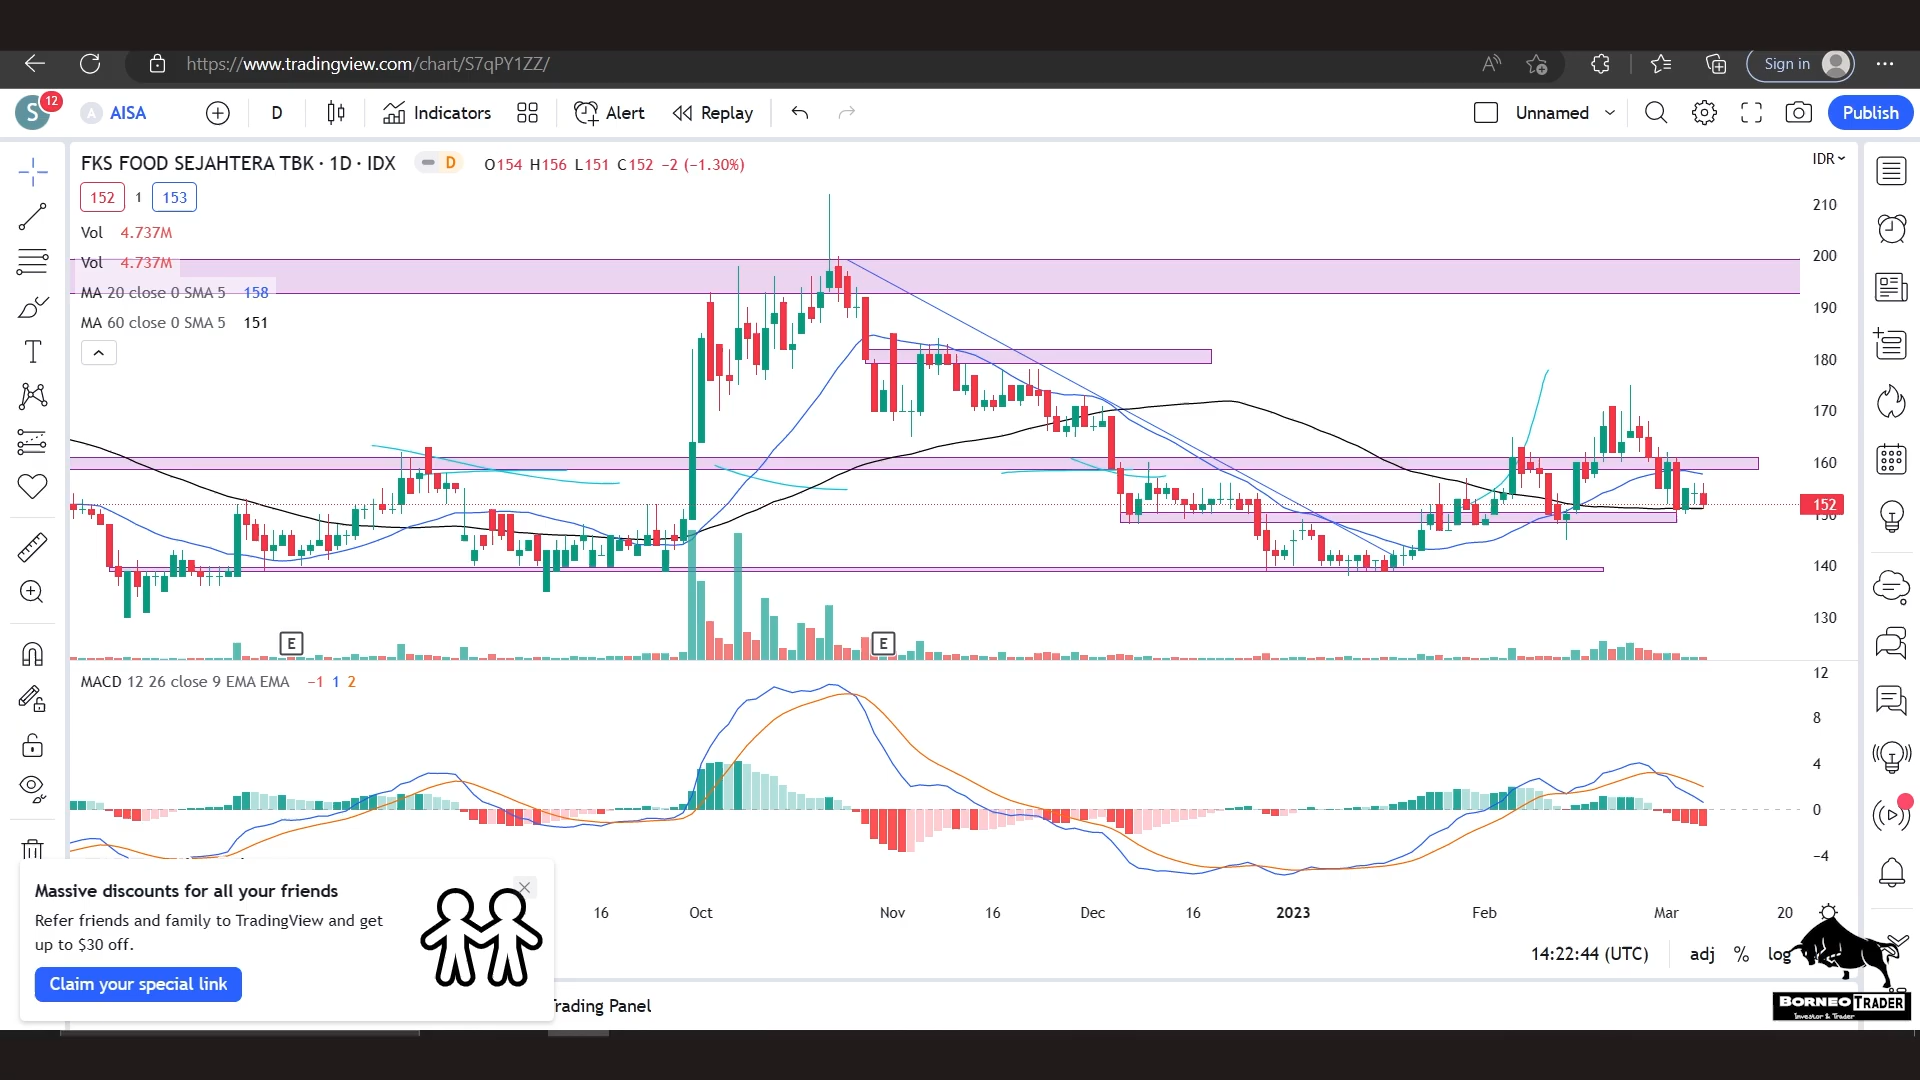 https://www.tradingview.com/chart/S7qPY1ZZ/
Sign in
S
12
A
AISA
D
Indicators
Alert
Replay
Unnamed
Publish
FKS FOOD SEJAHTERA TBK · 1D · IDX
D
O154 H156 L151 C152 −2 (−1.30%)
IDR
152
1
153
Vol 4.737M
Vol 4.737M
MA 20 close 0 SMA 5 158
MA 60 close 0 SMA 5 151
210
200
190
180
170
160
152
150
140
130
E
E
MACD 12 26 close 9 EMA EMA −1 1 2
12
8
4
0
−4
16
Oct
Nov
16
Dec
16
2023
Feb
Mar
20
Massive discounts for all your friends
Refer friends and family to TradingView and get
up to $30 off.
Claim your special link
14:22:44 (UTC)
adj
%
log
Trading Panel
BORNEO TRADER
Investor & Trader